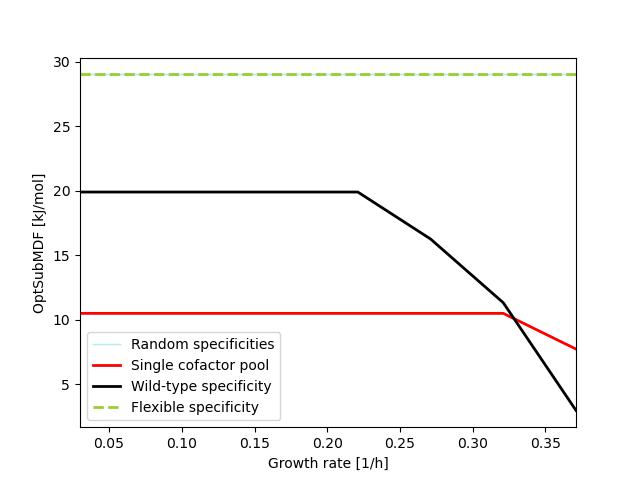 30
25
20
15
10
5
OptSubMDF [kJ/mol]
Random specificities
Single cofactor pool
Wild-type specificity
Flexible specificity
0.05 0.10 0.15 0.20 0.25 0.30 0.35
Growth rate [1/h]